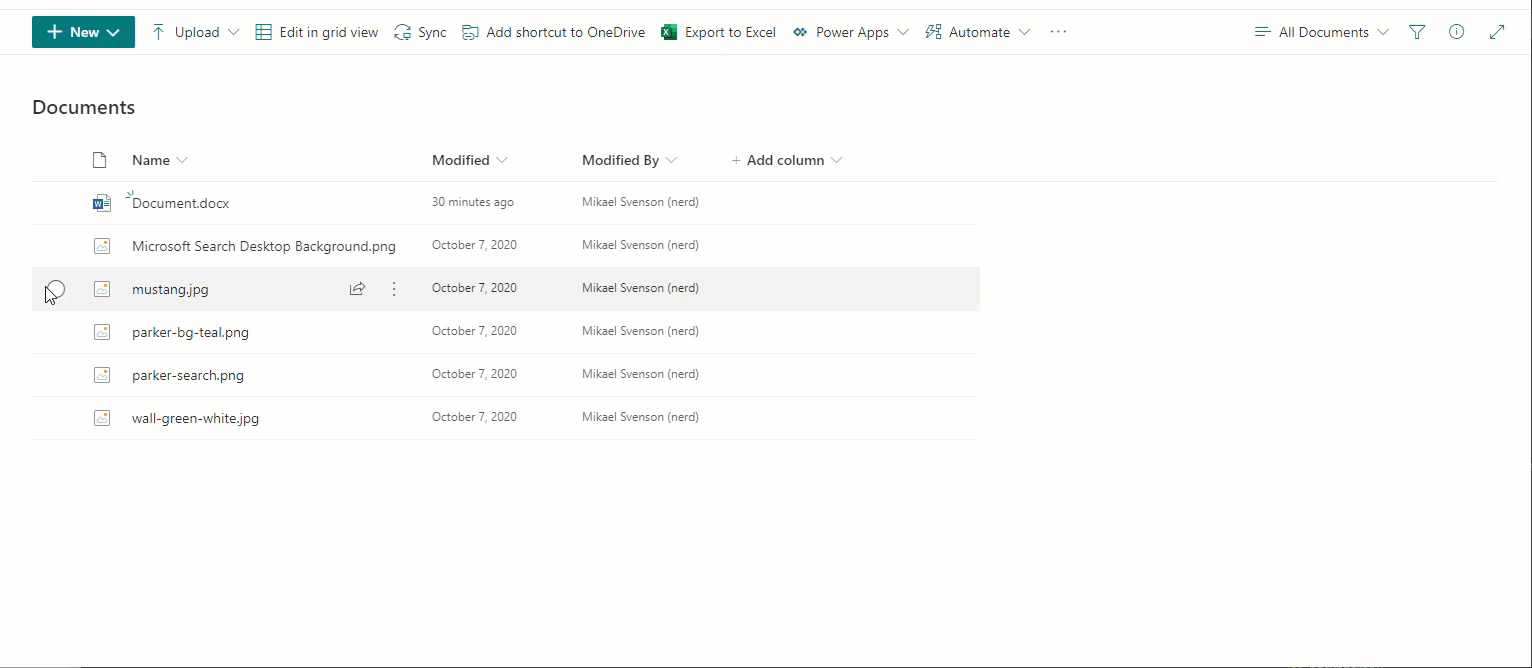 New Upload Edit in grid view Sync Add shortcut to OneDrive Export to Excel Power Apps Automate ... All Documents
Documents
Name Modified Modified By + Add column
Document.docx 30 minutes ago Mikael Svenson (nerd)
Microsoft Search Desktop Background.png October 7, 2020 Mikael Svenson (nerd)
mustang.jpg October 7, 2020 Mikael Svenson (nerd)
parker-bg-teal.png October 7, 2020 Mikael Svenson (nerd)
parker-search.png October 7, 2020 Mikael Svenson (nerd)
wall-green-white.jpg October 7, 2020 Mikael Svenson (nerd)